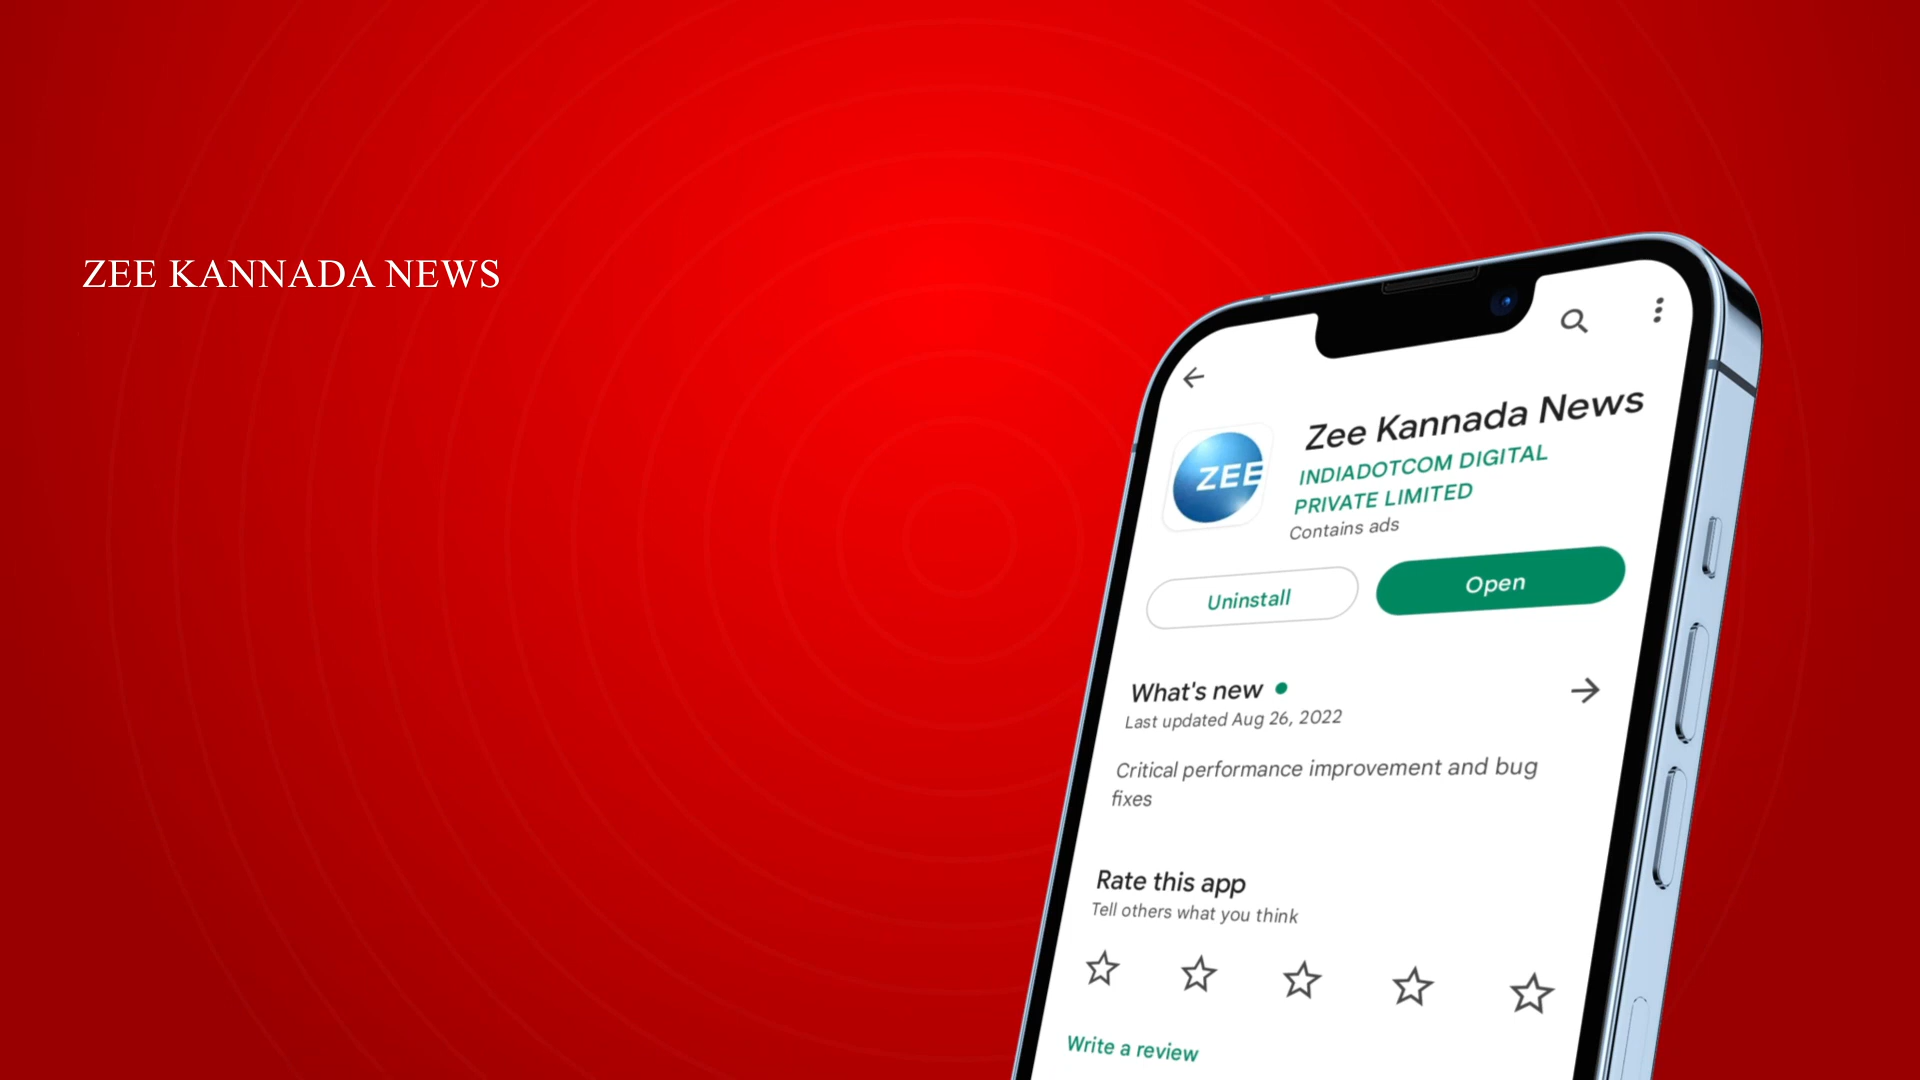 ZEE KANNADA NEWS
Zee Kannada News
ZEE
INDIADOTCOM DIGITAL
PRIVATE LIMITED
Contains ads
Uninstall
Open
What's new
Last updated Aug 26, 2022
Critical performance improvement and bug
fixes
Rate this app
Tell others what you think
Write a review